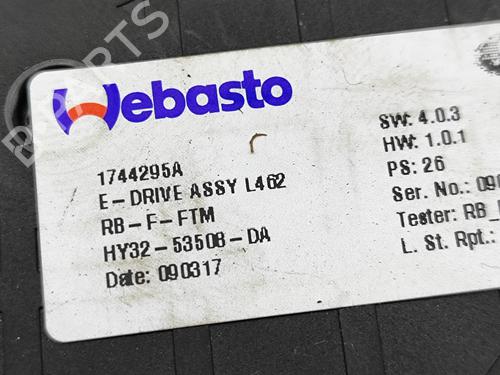 Webasto
1744295A
E-DRIVE ASSY L462
RB-F-FTM
HY32-53508-DA
Date: 090317
SW: 4.0.3
HW: 1.0.1
PS: 26
Ser. No.: 090
Tester: RB_
L. St. Rpt.: